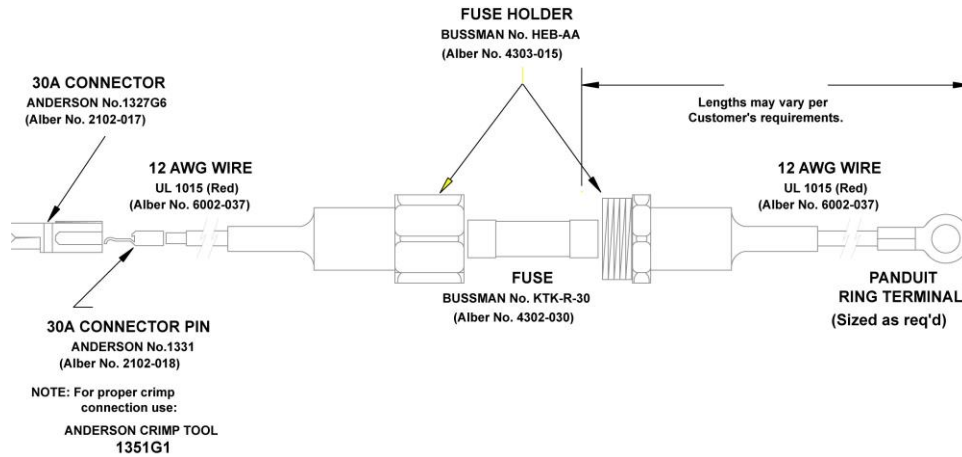 FUSE HOLDER
BUSSMAN No. HEB-AA
(Alber No. 4303-015)
30A CONNECTOR
ANDERSON No.1327G6
(Alber No. 2102-017)
Lengths may vary per
Customer's requirements.
12 AWG WIRE
UL 1015 (Red)
(Alber No. 6002-037)
12 AWG WIRE
UL 1015 (Red)
(Alber No. 6002-037)
FUSE
BUSSMAN No. KTK-R-30
(Alber No. 4302-030)
PANDUIT
RING TERMINAL
(Sized as req'd)
30A CONNECTOR PIN
ANDERSON No.1331
(Alber No. 2102-018)
NOTE: For proper crimp
connection use:
ANDERSON CRIMP TOOL
1351G1